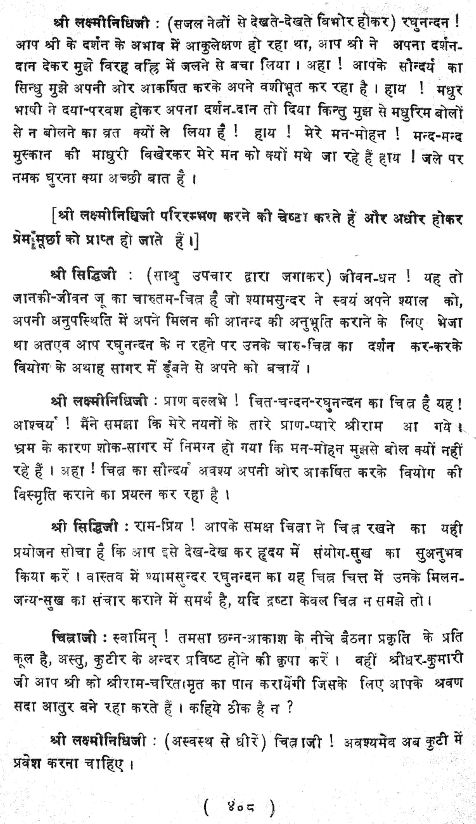 श्री लक्ष्मीनिधिजी : (सजल नेत्रों से देखते-देखते विभोर होकर) रघुनन्दन !
आप श्री के दर्शन के अभाव में आकुलेक्षण हो रहा था, आप श्री ने अपना दर्शन-
दान देकर मुझे विरह वह्नि में जलने से बचा लिया । अहा ! आपके सौन्दर्य का
सिन्धु मुझे अपनी ओर आकर्षित करके अपने वशीभूत कर रहा है । हाय ! मधुर
भाषी ने दया-परवश होकर अपना दर्शन-दान तो दिया किन्तु मुझ से मधुरिम बोलों
से न बोलने का व्रत क्यों ले लिया हैं ! हाय ! मेरे मन-मोहन ! मन्द-मन्द
मुस्कान की माधुरी विखेरकर मेरे मन को क्यों मथे जा रहे हैं हाय ! जले पर
नमक घुरना क्या अच्छी बात है ।
[श्री लक्ष्मीनिधिजी परिरम्भण करने की चेष्टा करते हैं और अधीर होकर
प्रेम मूर्छा को प्राप्त हो जाते हैं ।]
श्री सिद्धिजी : (साश्रु उपचार द्वारा जगाकर) जीवन-धन ! यह तो
जानकी-जीवन जू का चारुतम-चित्र हैं जो श्यामसुन्दर ने स्वयं अपने श्याल को,
अपनी अनुपस्थिति में अपने मिलन की आनन्द की अनुभूति कराने के लिए भेजा
था अतएव आप रघुनन्दन के न रहने पर उनके चारु-चित्र का दर्शन कर-करके
वियोग के अथाह सागर में डूंबने से अपने को बचायें ।
श्री लक्ष्मीनिधिजी : प्राण वल्लभे ! चित-चन्दन-रघुनन्दन का चित्र हैं यह !
आश्चर्य ! मैंने समझा कि मेरे नयनों के तारे प्राण-प्यारे श्रीराम आ गये ।
भ्रम के कारण शोक-सागर में निमग्न हो गया कि मन-मोहन मुझसे बोल क्यों नहीं
रहे हैं । अहा ! चित्र का सौन्दर्य अवश्य अपनी ओर आकर्षित करके वियोग की
विस्मृति कराने का प्रयत्न कर रहा है ।
श्री सिद्धिजी : राम-प्रिय ! आपके समक्ष चित्रा ने चित्र रखने का यही
प्रयोजन सोचा हैं कि आप इसे देख-देख कर हृदय में संयोग-सुख का सुअनुभव
किया करें । वास्तव में श्यामसुन्दर रघुनन्दन का यह चित्र चित्त में उनके मिलन-
जन्य-सुख का संचार कराने में समर्थ है, यदि द्रष्टा केवल चित्र न समझे तो ।
चित्राजी : स्वामिन् ! तमसा छन्न-आकाश के नीचे बैठना प्रकृति के प्रति
कूल है, अस्तु, कुटीर के अन्दर प्रविष्ट होने की कृपा करें । वहीं श्रीधर-कुमारी
जी आप श्री को श्रीराम-चरितामृत का पान करायेंगी जिसके लिए आपके श्रवण
सदा आतुर बने रहा करते हैं । कहिये ठीक है न ?
श्री लक्ष्मीनिधिजी : (अस्वस्थ से धीरें) चित्राजी ! अवश्यमेव अब कुटी में
प्रवेश करना चाहिए ।
( ४०८ )